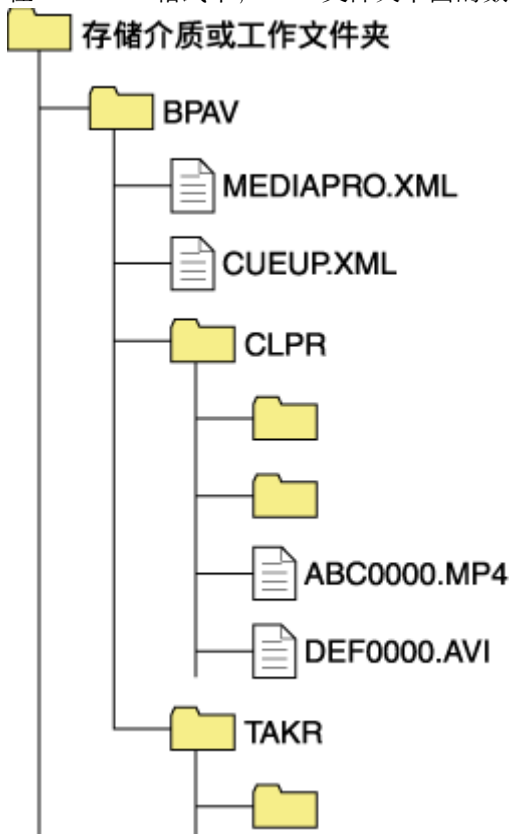 存储介质或工作文件夹
BPAV
MEDIAPRO.XML
CUEUP.XML
CLPR
ABC0000.MP4
DEF0000.AVI
TAKR